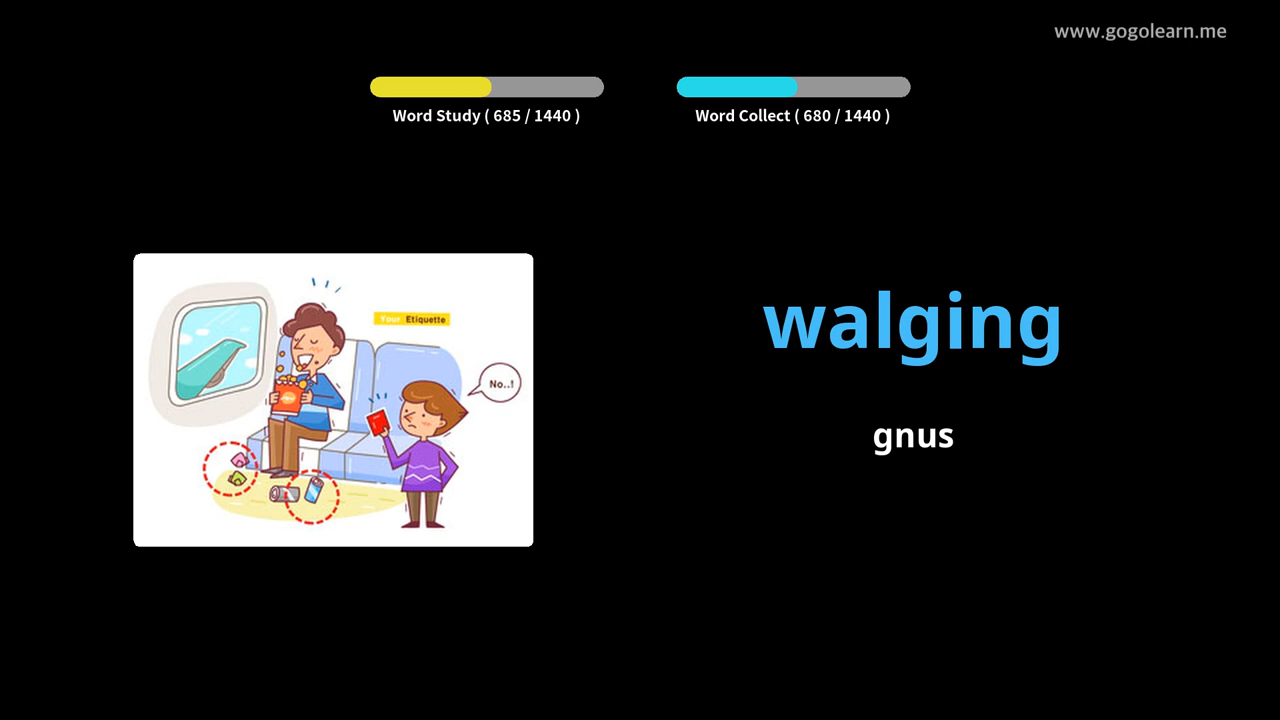 www.gogolearn.me
Word Study ( 685 / 1440 )
Word Collect ( 680 / 1440 )
Your Etiquette
No..!
walging
gnus